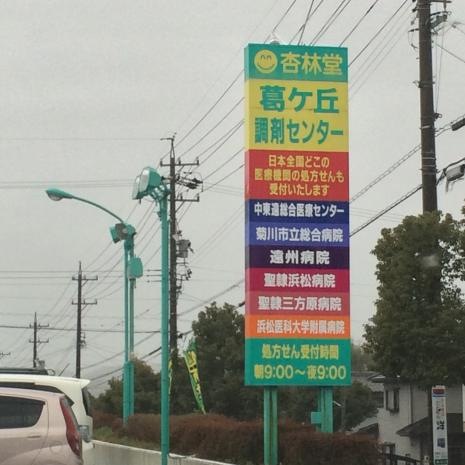 杏林堂
葛ケ丘
調剤センター
日本全国どこの
医療機関の処方せんも
受付いたします
中東遠総合医療センター
菊川市立総合病院
遠州病院
聖隷浜松病院
聖隷三方原病院
浜松医科大学附属病院
処方せん受付時間
朝9:00〜夜9:00